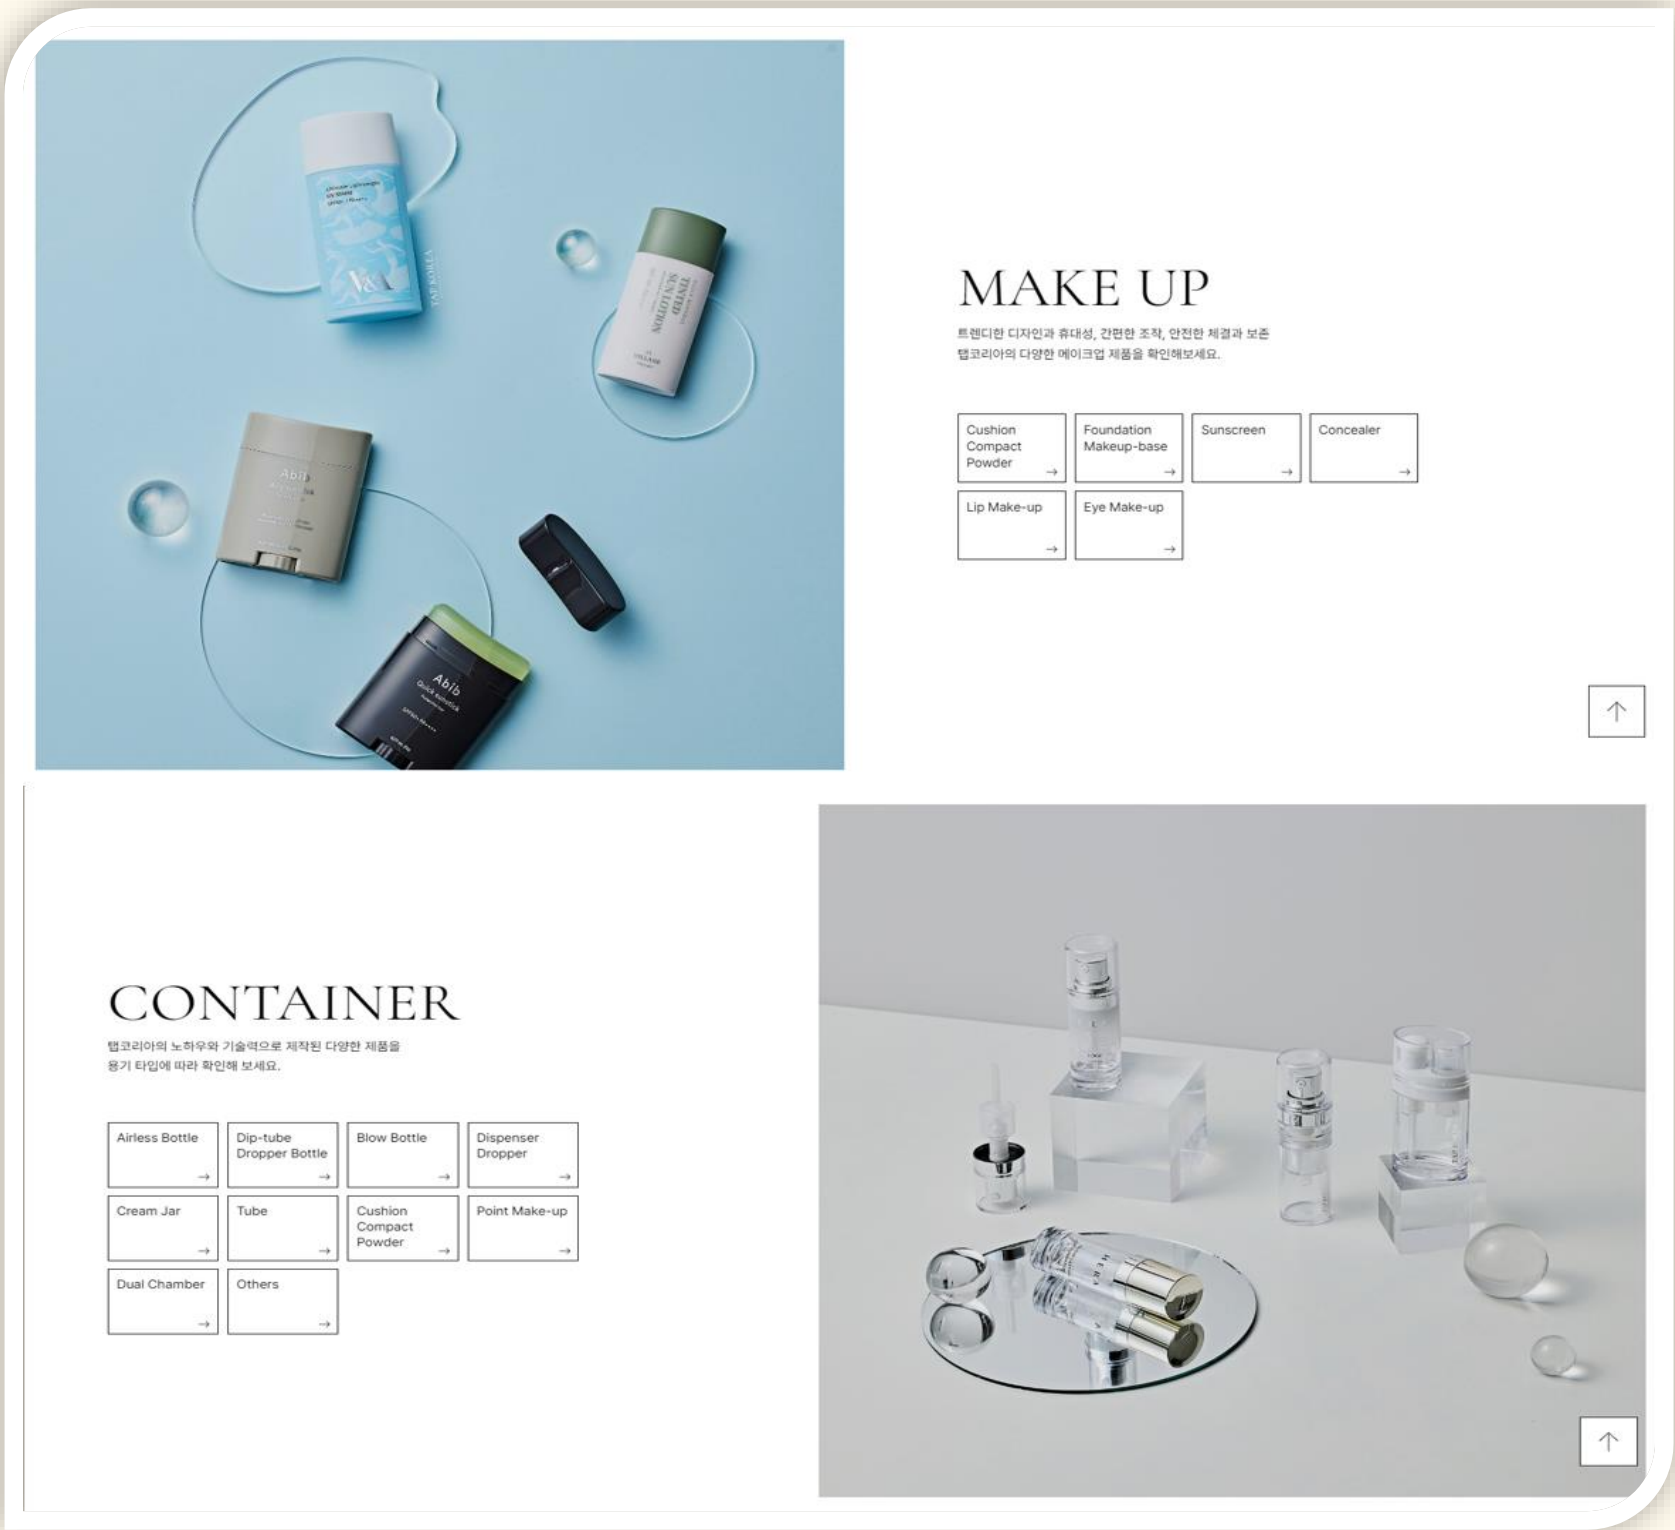 V&A
TAP KOREA
TINTED
SUN LOTION
Abib
Abib
Quick sunstick
MAKE UP
트렌디한 디자인과 휴대성, 간편한 조작, 안전한 체결과 보존
탭코리아의 다양한 메이크업 제품을 확인해보세요.
Cushion
Compact
Powder
Foundation
Makeup-base
Sunscreen
Concealer
Lip Make-up
Eye Make-up
CONTAINER
탭코리아의 노하우와 기술력으로 제작된 다양한 제품을
용기 타입에 따라 확인해 보세요.
Airless Bottle
Dip-tube
Dropper Bottle
Blow Bottle
Dispenser
Dropper
Cream Jar
Tube
Cushion
Compact
Powder
Point Make-up
Dual Chamber
Others
HERA